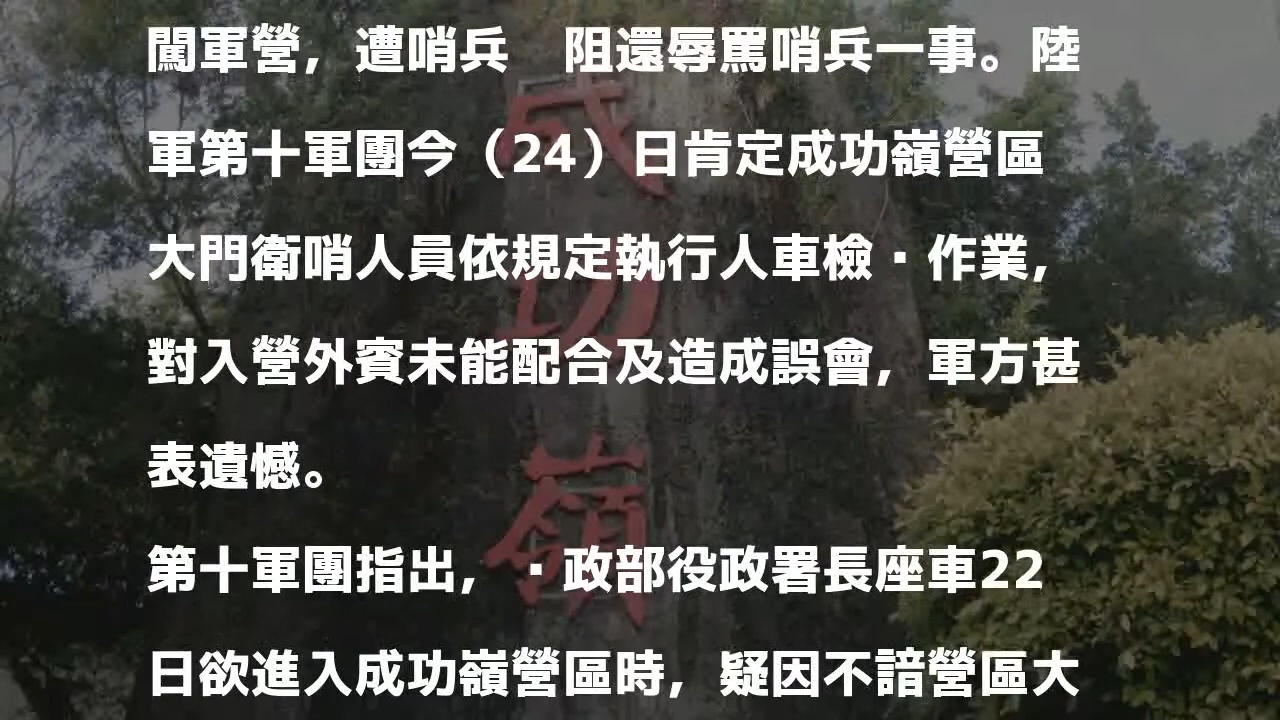 闖軍營，遭哨兵　阻還辱罵哨兵一事。陸
軍第十軍團今（24）日肯定成功嶺營區
大門衛哨人員依規定執行人車檢▪作業，
對入營外賓未能配合及造成誤會，軍方甚
表遺憾。
第十軍團指出，▪政部役政署長座車22
日欲進入成功嶺營區時，疑因不諳營區大
成功嶺